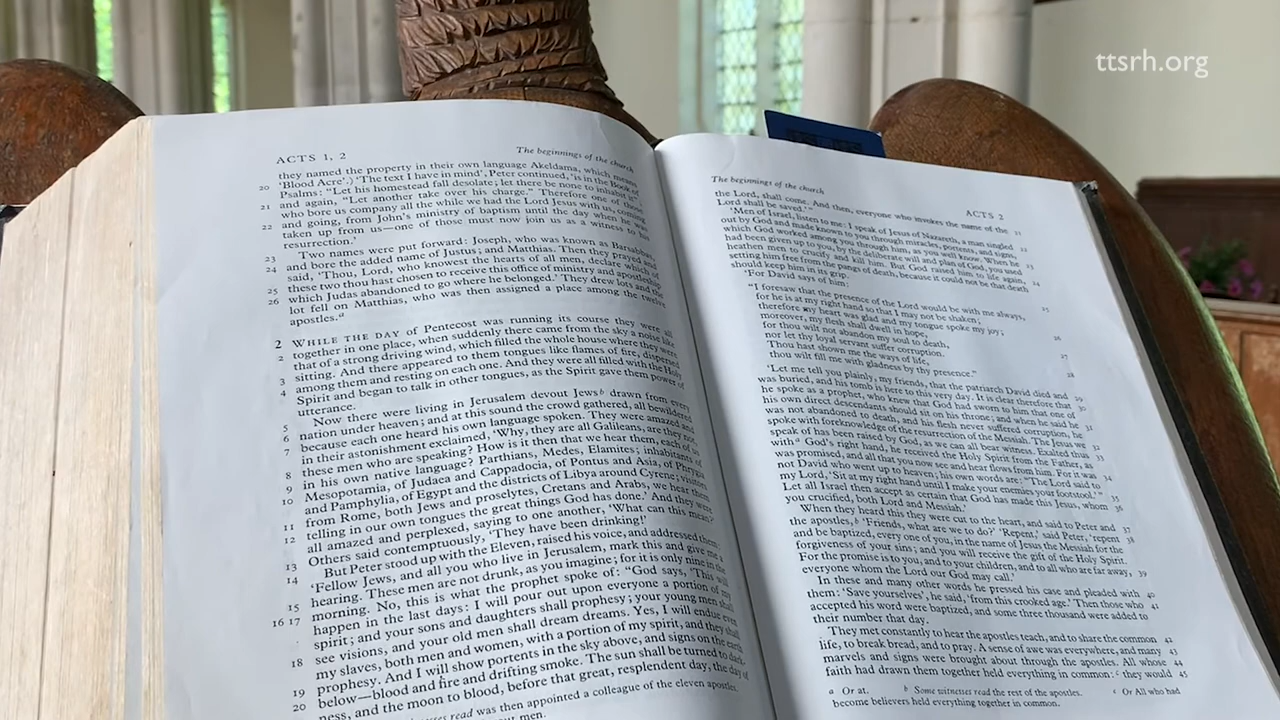 ttsrh.org
ACTS 1, 2
The beginnings of the church
they named the property in their own language Akeldama, which means
20 'Blood Acre'.) 'The text I have in mind', Peter continued, 'is in the Book of
Psalms: "Let his homestead fall desolate; let there be none to inhabit it";
21 and again, "Let another take over his charge." Therefore one of those
who bore us company all the while we had the Lord Jesus with us, coming
22 and going, from John's ministry of baptism until the day when he was
taken up from us—one of those must now join us as a witness to his
resurrection.'
Two names were put forward: Joseph, who was known as Barsabbas,
and bore the added name of Justus; and Matthias. Then they prayed and
24 said, 'Thou, Lord, who knowest the hearts of all men, declare which of
25 these two thou hast chosen to receive this office of ministry and apostleship
26 which Judas abandoned to go where he belonged.' They drew lots and the
lot fell on Matthias, who was then assigned a place among the twelve
apostles.a
2 WHILE THE DAY of Pentecost was running its course they were all
2 together in one place, when suddenly there came from the sky a noise like
that of a strong driving wind, which filled the whole house where they were
3 sitting. And there appeared to them tongues like flames of fire, dispersed
4 among them and resting on each one. And they were all filled with the Holy
Spirit and began to talk in other tongues, as the Spirit gave them power of
utterance.
5 Now there were living in Jerusalem devout Jews b drawn from every
6 nation under heaven; and at this sound the crowd gathered, all bewildered
7 because each one heard his own language spoken. They were amazed and
in their astonishment exclaimed, 'Why, they are all Galileans, are they not,
8 these men who are speaking? How is it then that we hear them, each of us
9 in his own native language? Parthians, Medes, Elamites; inhabitants of
10 Mesopotamia, of Judaea and Cappadocia, of Pontus and Asia, of Phrygia
and Pamphylia, of Egypt and the districts of Libya around Cyrene; visitors
11 from Rome, both Jews and proselytes, Cretans and Arabs, we hear them
12 telling in our own tongues the great things God has done.' And they were
all amazed and perplexed, saying to one another, 'What can this mean?'
13 Others said contemptuously, 'They have been drinking!'
14 But Peter stood up with the Eleven, raised his voice, and addressed them:
'Fellow Jews, and all you who live in Jerusalem, mark this and give me a
15 hearing. These men are not drunk, as you imagine; for it is only nine in the
16 17 morning. No, this is what the prophet spoke of: "God says, 'This will
happen in the last days: I will pour out upon everyone a portion of my
spirit; and your sons and daughters shall prophesy; your young men shall
18 see visions, and your old men shall dream dreams. Yes, I will endue even
my slaves, both men and women, with a portion of my spirit, and they shall
19 prophesy. And I will show portents in the sky above, and signs on the earth
20 below—blood and fire and drifting smoke. The sun shall be turned to dark-
ness, and the moon to blood, before that great, resplendent day, the day of
was then appointed a colleague of the eleven apostles.
The beginnings of the church
ACTS 2
the Lord, shall come. And then, everyone who invokes the name of the 21
Lord shall be saved.'"
'Men of Israel, listen to me: I speak of Jesus of Nazareth, a man singled 22
out by God and made known to you through miracles, portents, and signs,
which God worked among you through him, as you well know. When he 23
had been given up to you, by the deliberate will and plan of God, you used
heathen men to crucify and kill him. But God raised him to life again, 24
setting him free from the pangs of death, because it could not be that death
should keep him in its grip.
'For David says of him:
"I foresaw that the presence of the Lord would be with me always, 25
for he is at my right hand so that I may not be shaken;
therefore my heart was glad and my tongue spoke my joy; 26
moreover, my flesh shall dwell in hope,
for thou wilt not abandon my soul to death, 27
nor let thy loyal servant suffer corruption.
Thou hast shown me the ways of life, 28
thou wilt fill me with gladness by thy presence."
'Let me tell you plainly, my friends, that the patriarch David died and 29
was buried, and his tomb is here to this very day. It is clear therefore that 30
he spoke as a prophet, who knew that God had sworn to him that one of
his own direct descendants should sit on his throne; and when he said he 31
was not abandoned to death, and his flesh never suffered corruption, he
spoke with foreknowledge of the resurrection of the Messiah. The Jesus we 32
speak of has been raised by God, as we can all bear witness. Exalted thus 33
with a God's right hand, he received the Holy Spirit from the Father, as
was promised, and all that you now see and hear flows from him. For it was 34
not David who went up to heaven; his own words are: "The Lord said to
my Lord, 'Sit at my right hand until I make your enemies your footstool.'" 35
Let all Israel then accept as certain that God has made this Jesus, whom 36
you crucified, both Lord and Messiah.'
When they heard this they were cut to the heart, and said to Peter and 37
the apostles, b 'Friends, what are we to do?' 'Repent,' said Peter, 'repent 38
and be baptized, every one of you, in the name of Jesus the Messiah for the
forgiveness of your sins; and you will receive the gift of the Holy Spirit.
For the promise is to you, and to your children, and to all who are far away, 39
everyone whom the Lord our God may call.'
In these and many other words he pressed his case and pleaded with 40
them: 'Save yourselves', he said, 'from this crooked age.' Then those who 41
accepted his word were baptized, and some three thousand were added to
their number that day.
They met constantly to hear the apostles teach, and to share the common 42
life, to break bread, and to pray. A sense of awe was everywhere, and many 43
marvels and signs were brought about through the apostles. All whose 44
faith had drawn them together held everything in common: c they would 45
a Or at. b Some witnesses read the rest of the apostles. c Or All who had
become believers held everything together in common.